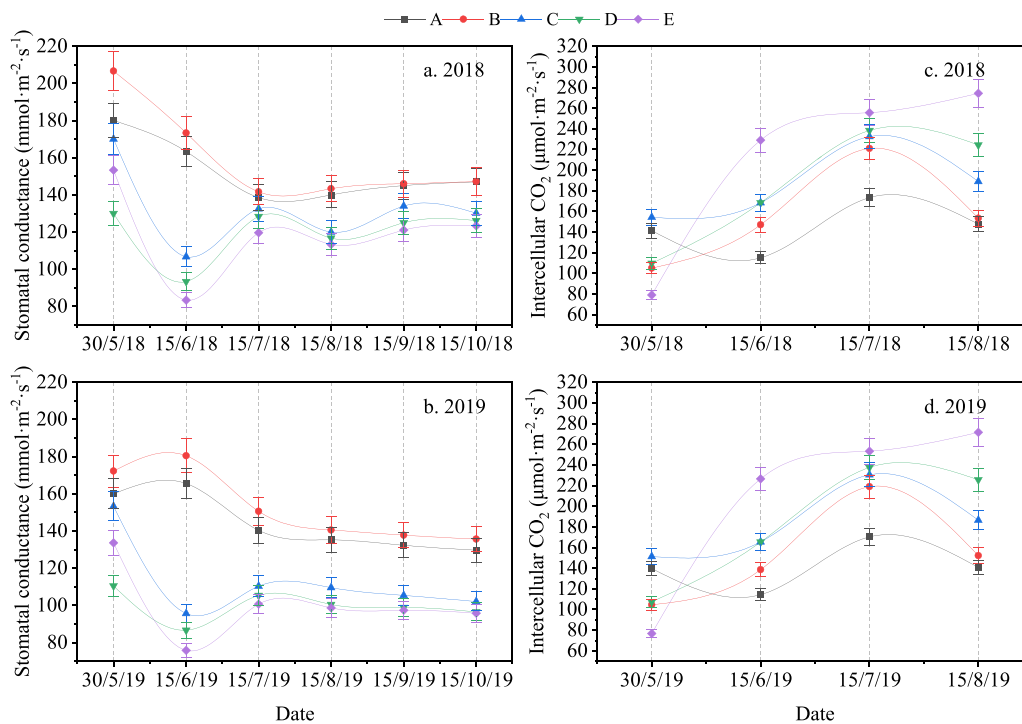 A B C D E
Stomatal conductance (mmol·m⁻²·s⁻¹)
220
200
180
160
140
120
100
80
a. 2018
30/5/18 15/6/18 15/7/18 15/8/18 15/9/18 15/10/18
Intercellular CO₂ (μmol·m⁻²·s⁻¹)
320
300
280
260
240
220
200
180
160
140
120
100
80
60
c. 2018
30/5/18 15/6/18 15/7/18 15/8/18
Stomatal conductance (mmol·m⁻²·s⁻¹)
220
200
180
160
140
120
100
80
b. 2019
30/5/19 15/6/19 15/7/19 15/8/19 15/9/19 15/10/19
Date
Intercellular CO₂ (μmol·m⁻²·s⁻¹)
320
300
280
260
240
220
200
180
160
140
120
100
80
60
d. 2019
30/5/19 15/6/19 15/7/19 15/8/19
Date